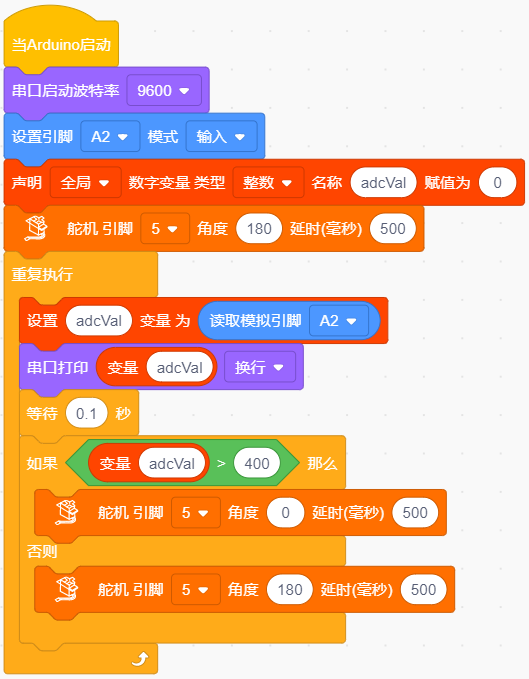 当Arduino启动
串口启动波特率 9600
设置引脚 A2 模式 输入
声明 全局 数字变量 类型 整数 名称 adcVal 赋值为 0
舵机 引脚 5 角度 180 延时(毫秒) 500
重复执行
设置 adcVal 变量 为 读取模拟引脚 A2
串口打印 变量 adcVal 换行
等待 0.1 秒
如果 变量 adcVal > 400 那么
舵机 引脚 5 角度 0 延时(毫秒) 500
否则
舵机 引脚 5 角度 180 延时(毫秒) 500